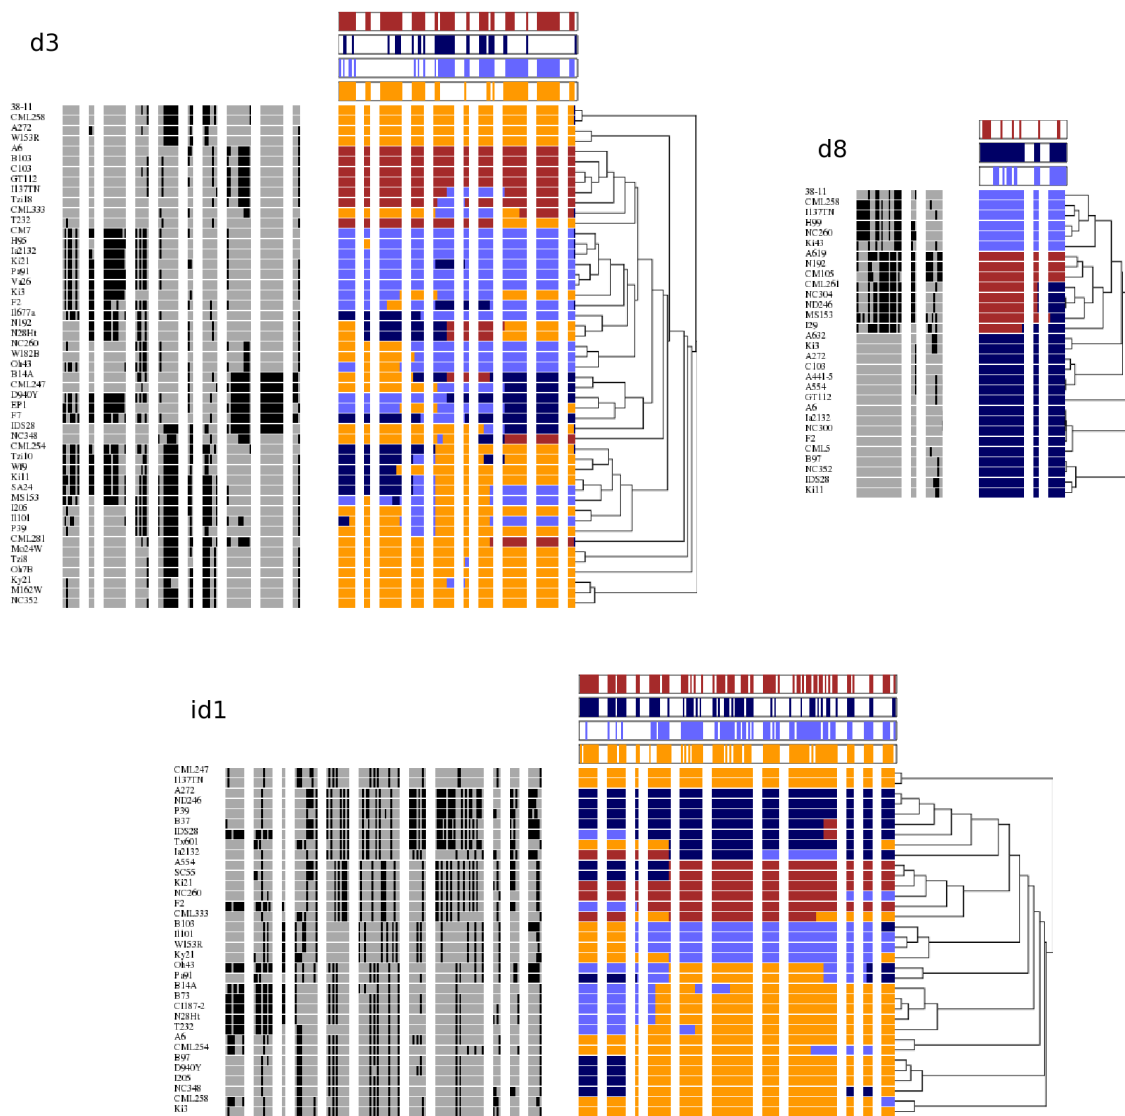 d3
38-11
CML258
A272
W153R
A6
B103
C103
GT112
I137TN
Tzi18
CML333
T232
CM7
H95
Ia2132
Ki21
Pa91
Va26
Ki3
F2
Il677a
N192
N28Ht
NC260
W182B
Oh43
B14A
CML247
D940Y
EP1
F7
IDS28
NC348
CML254
Tzi10
Wf9
Ki11
SA24
MS153
I205
Il101
P39
CML281
Mo24W
Tzi8
Oh7B
Ky21
M162W
NC352
d8
38-11
CML258
I137TN
H99
NC260
Ki43
A619
N192
CM105
CML261
NC304
ND246
MS153
I29
A632
Ki3
A272
C103
A441-5
A554
GT112
A6
Ia2132
NC300
F2
CML5
B97
NC352
IDS28
Ki11
id1
CML247
I137TN
A272
ND246
P39
B37
IDS28
Tx601
Ia2132
A554
SC55
Ki21
NC260
F2
CML333
B103
Il101
W153R
Ky21
Oh43
Pa91
B14A
B73
CI187-2
N28Ht
T232
A6
CML254
B97
D940Y
I205
NC348
CML258
Ki3